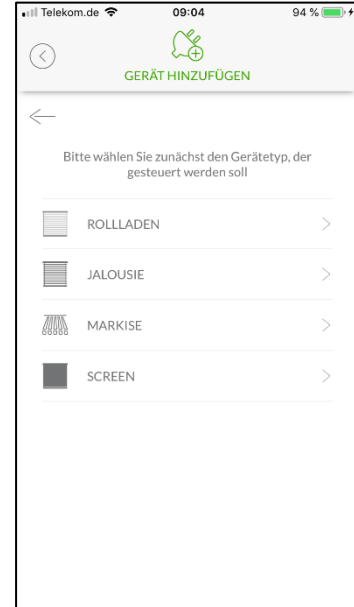 Telekom.de 09:04 94 %
GERÄT HINZUFÜGEN
Bitte wählen Sie zunächst den Gerätetyp, der
gesteuert werden soll
ROLLLADEN
JALOUSIE
MARKISE
SCREEN